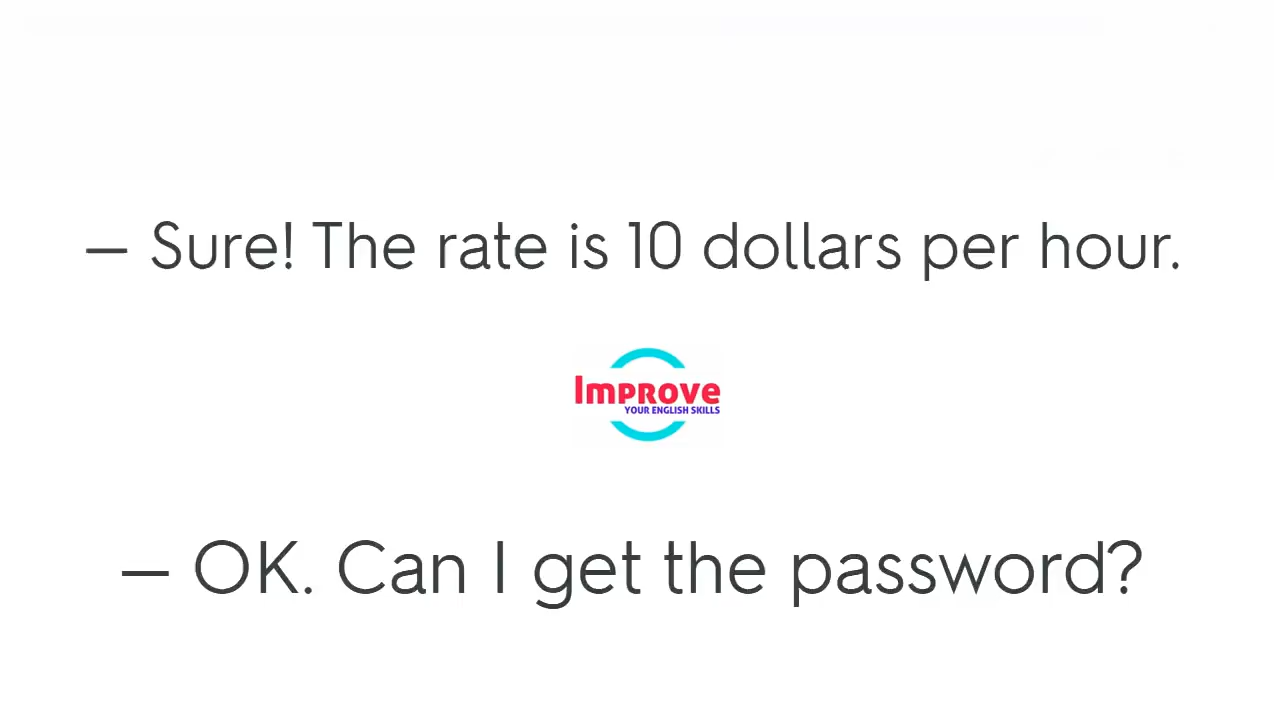 — Sure! The rate is 10 dollars per hour.
Improve
YOUR ENGLISH SKILLS
— OK. Can I get the password?